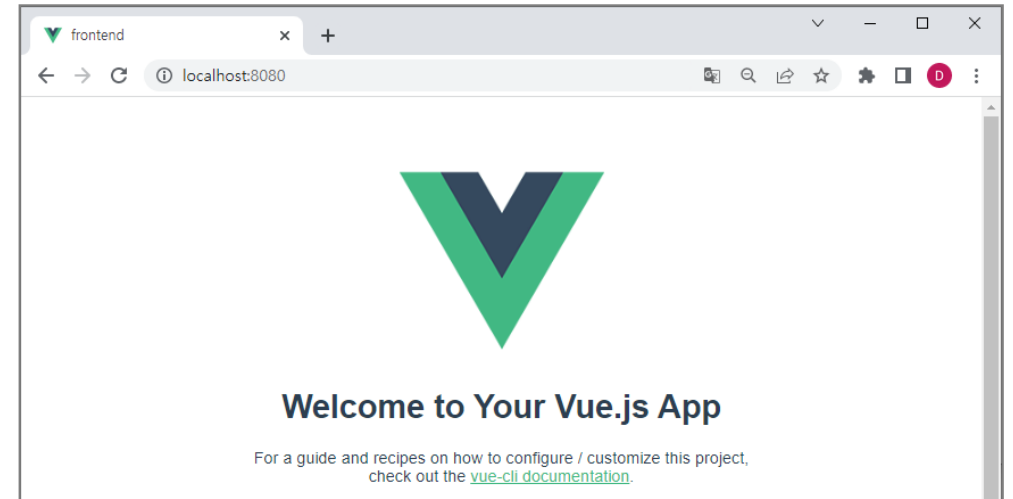 frontend
localhost:8080
D
Welcome to Your Vue.js App
For a guide and recipes on how to configure / customize this project,
check out the vue-cli documentation.